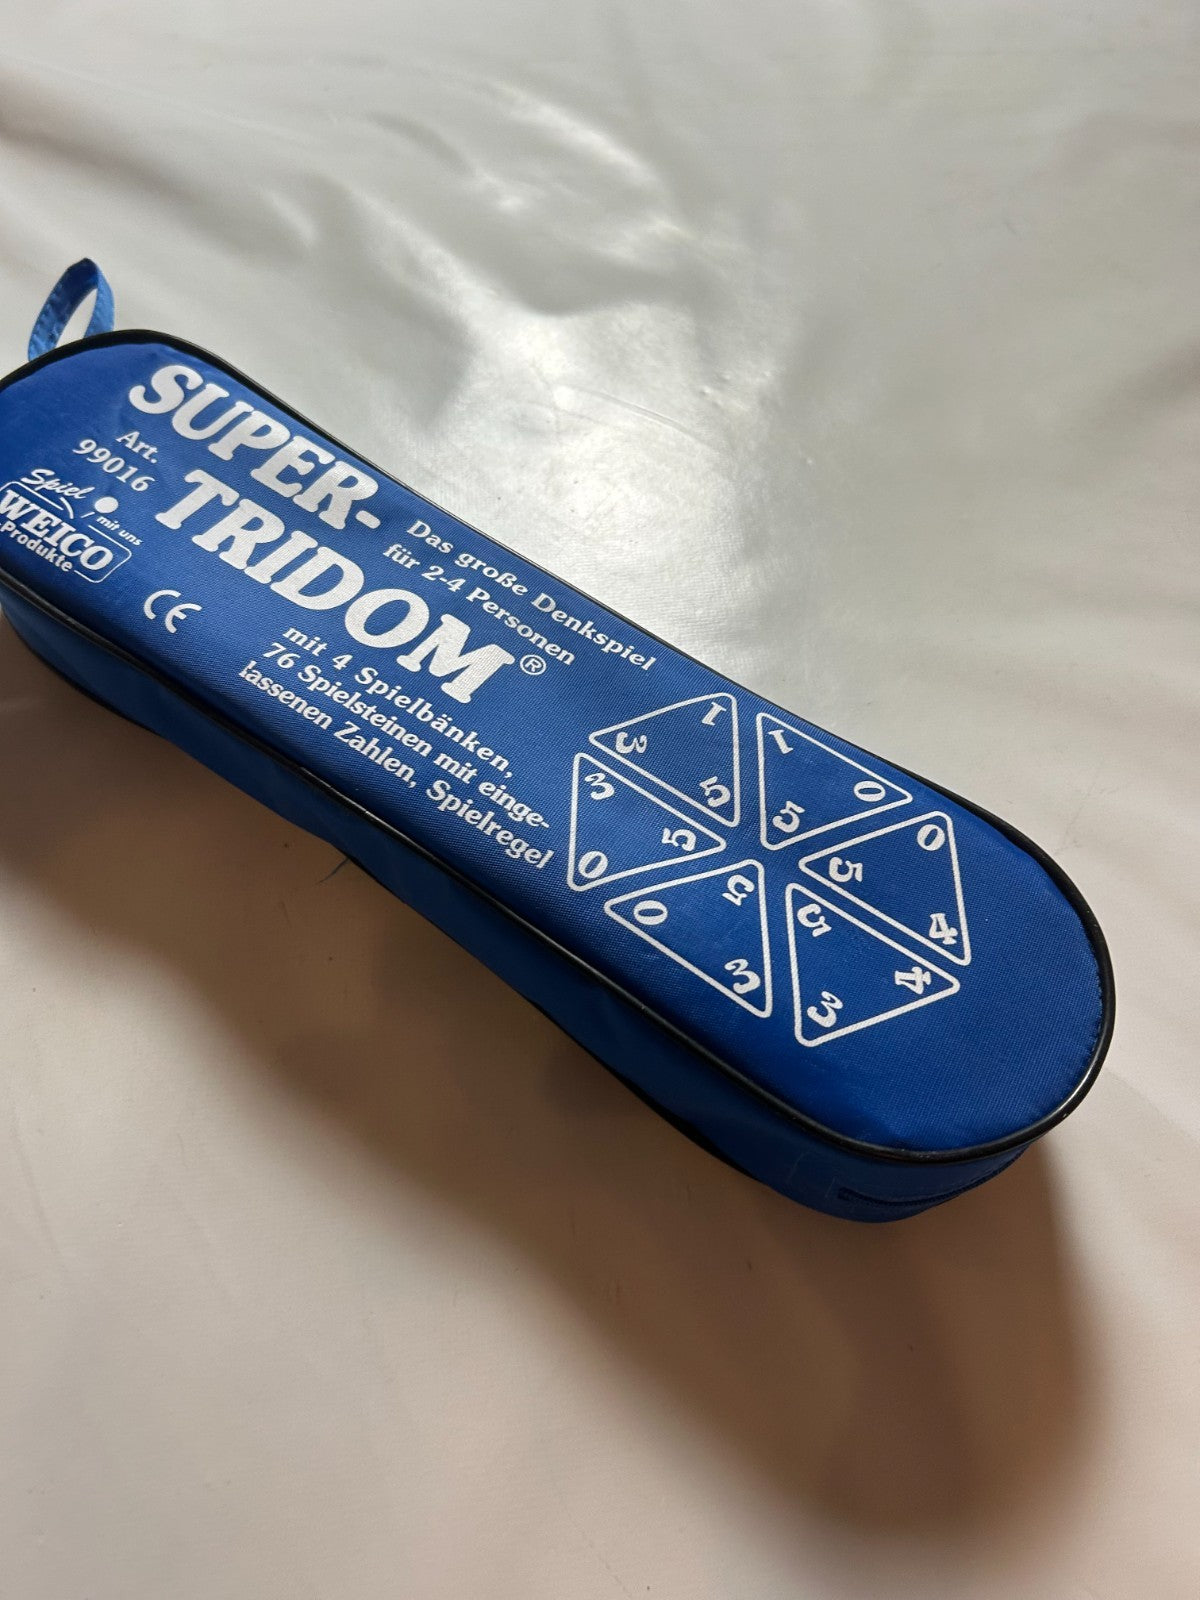 SUPER-
TRIDOM®
Das große Denkspiel
für 2-4 Personen
mit 4 Spielbänken,
76 Spielsteinen mit einge-
lassenen Zahlen, Spielregel
Art.
99016
Spiel mit uns
WEICO
Produkte
CE
1 3 5
1 0 5
3 5 0
0 5 4
5 0 3
5 4 3